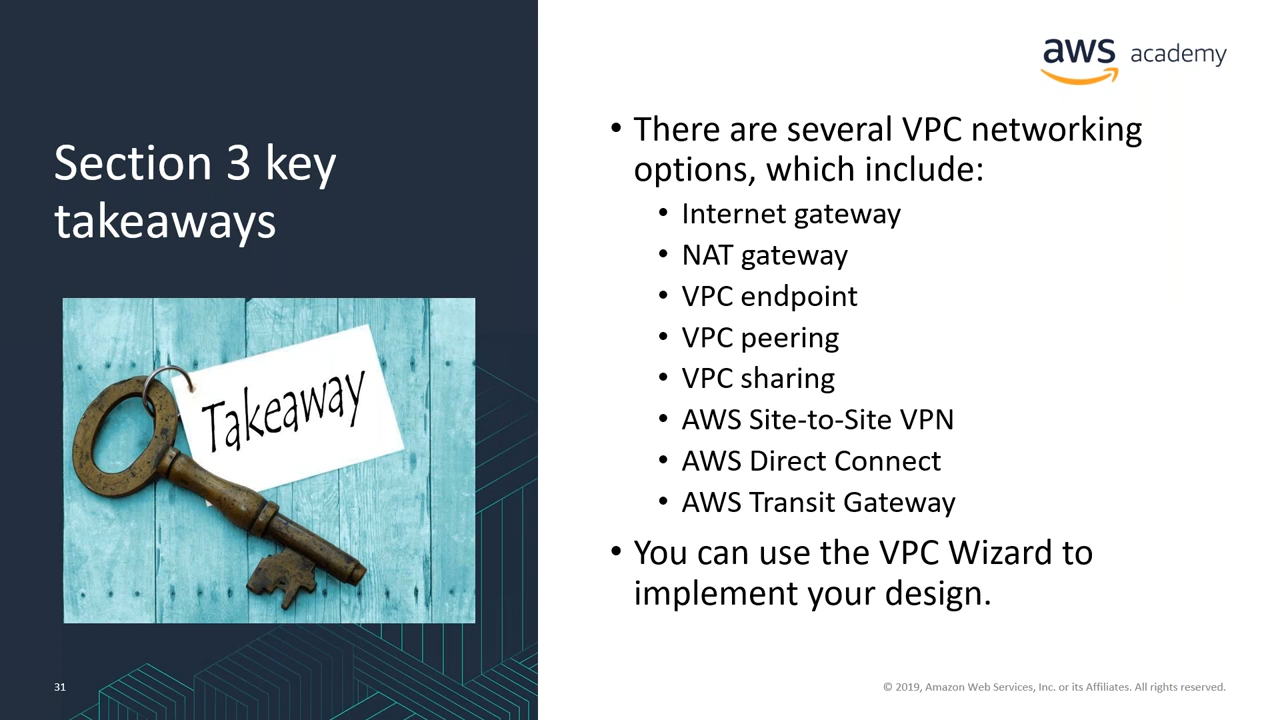 aws academy
Section 3 key
takeaways
Takeaway
• There are several VPC networking
options, which include:
• Internet gateway
• NAT gateway
• VPC endpoint
• VPC peering
• VPC sharing
• AWS Site-to-Site VPN
• AWS Direct Connect
• AWS Transit Gateway
• You can use the VPC Wizard to
implement your design.
31
© 2019, Amazon Web Services, Inc. or its Affiliates. All rights reserved.